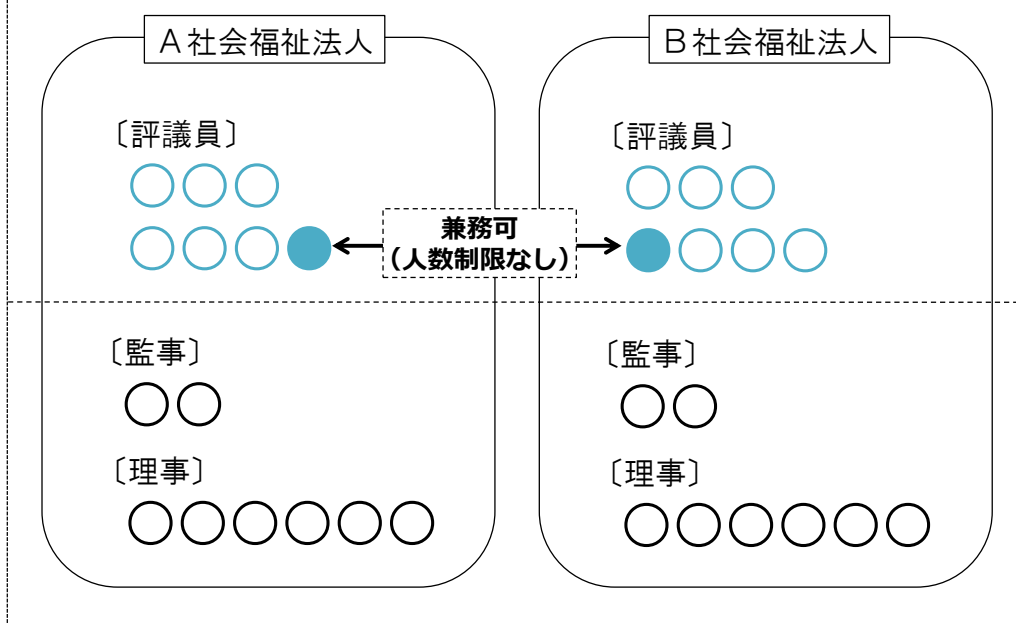 A社会福祉法人
B社会福祉法人
〔評議員〕
〔評議員〕
兼務可
（人数制限なし）
〔監事〕
〔監事〕
〔理事〕
〔理事〕